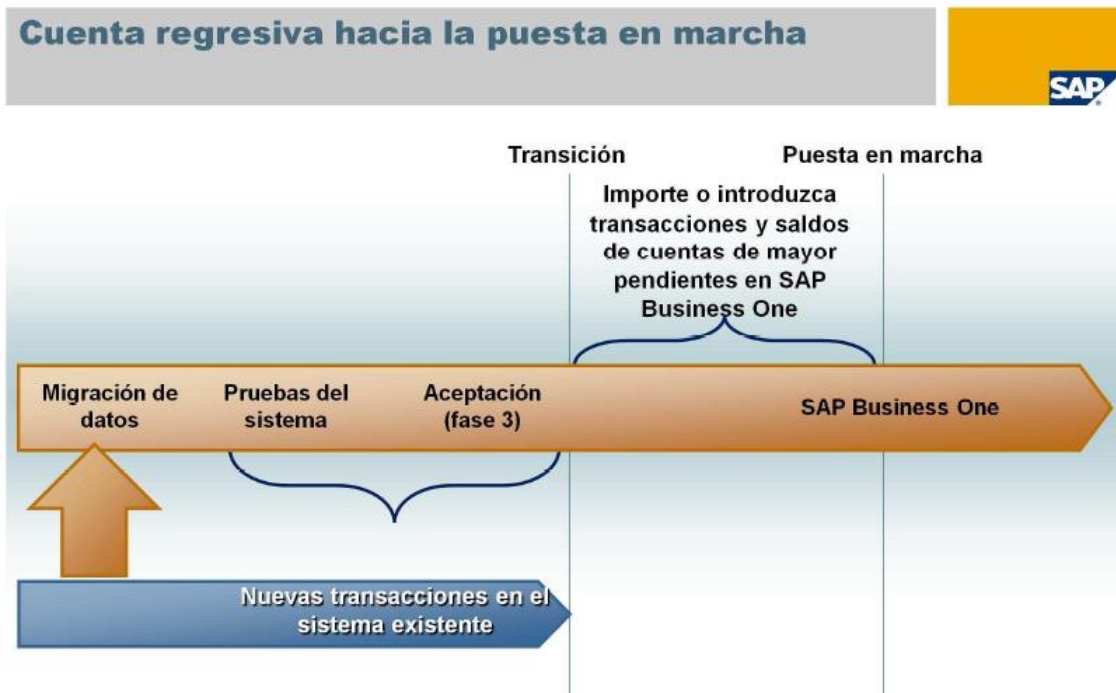 Cuenta regresiva hacia la puesta en marcha
SAP
Transición
Puesta en marcha
Importe o introduzca
transacciones y saldos
de cuentas de mayor
pendientes en SAP
Business One
Migración de
datos
Pruebas del
sistema
Aceptación
(fase 3)
SAP Business One
Nuevas transacciones en el
sistema existente